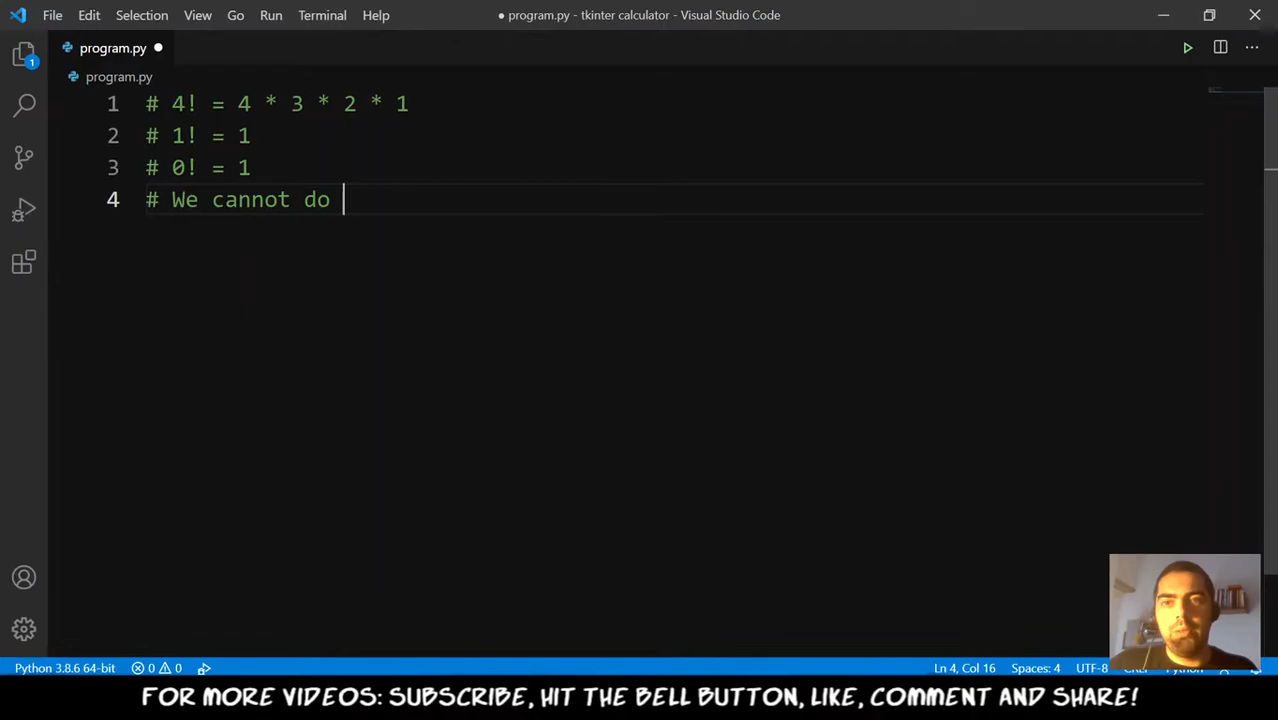 File Edit Selection View Go Run Terminal Help ● program.py - tkinter calculator - Visual Studio Code
program.py ●
1
program.py
1 # 4! = 4 * 3 * 2 * 1
2 # 1! = 1
3 # 0! = 1
4 # We cannot do
Python 3.8.6 64-bit 0 0 Ln 4, Col 16 Spaces: 4 UTF-8 CRLF Python
FOR MORE VIDEOS: SUBSCRIBE, HIT THE BELL BUTTON, LIKE, COMMENT AND SHARE!